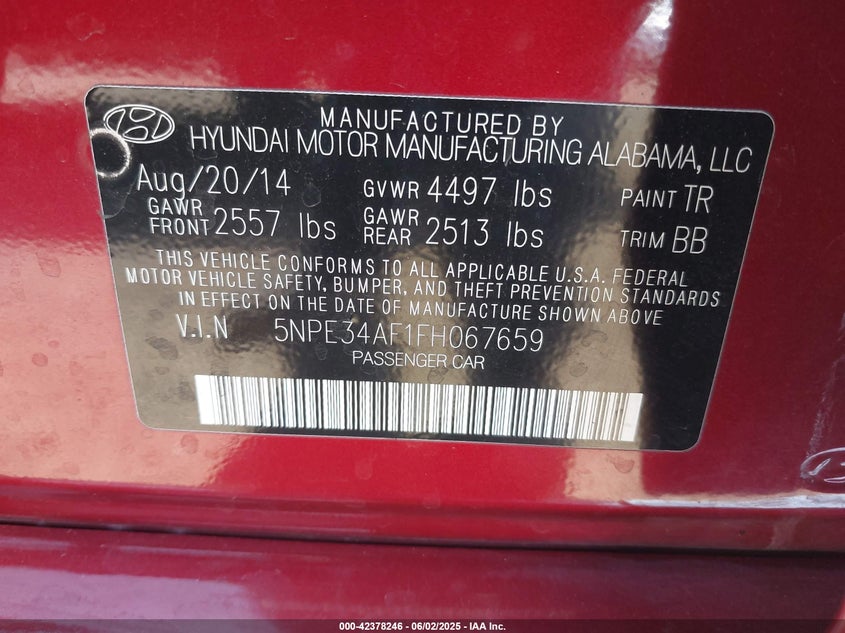 MANUFACTURED BY
HYUNDAI MOTOR MANUFACTURING ALABAMA, LLC
Aug/20/14 GVWR 4497 lbs PAINT TR
GAWR FRONT 2557 lbs GAWR REAR 2513 lbs TRIM BB
THIS VEHICLE CONFORMS TO ALL APPLICABLE U.S.A. FEDERAL
MOTOR VEHICLE SAFETY, BUMPER, AND THEFT PREVENTION STANDARDS
IN EFFECT ON THE DATE OF MANUFACTURE SHOWN ABOVE
V.I.N 5NPE34AF1FH067659
PASSENGER CAR
000-42378246 - 06/02/2025 - IAA Inc.